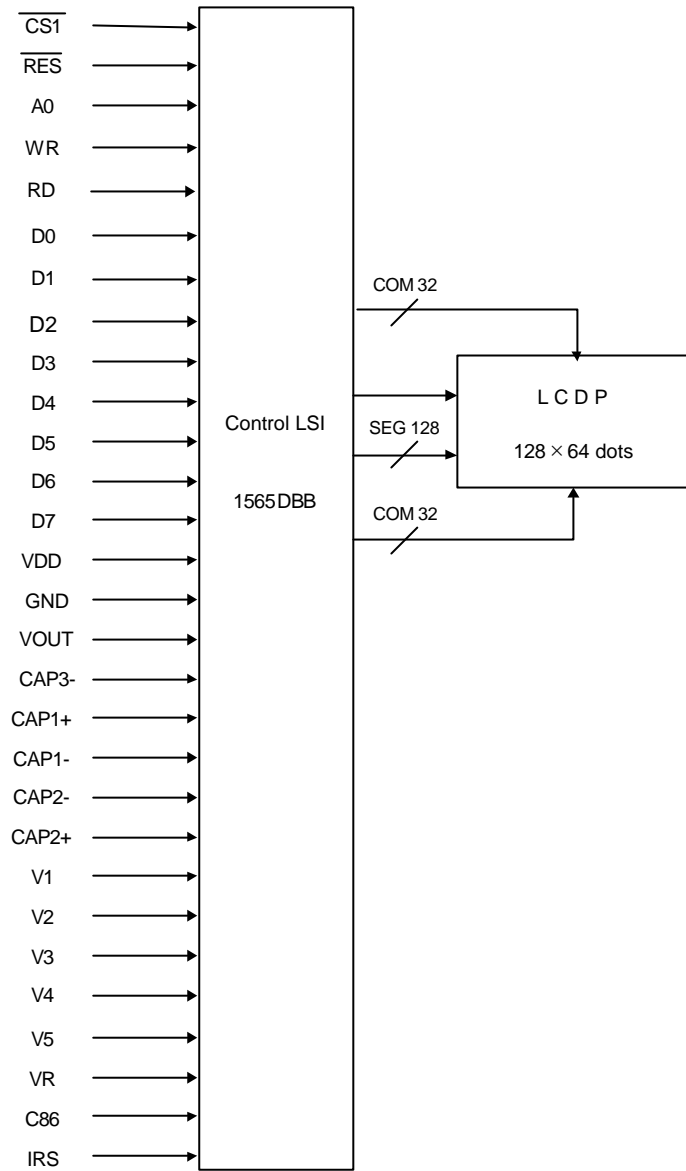 CS1
RES
A0
WR
RD
D0
D1
D2
D3
D4
D5
D6
D7
VDD
GND
VOUT
CAP3-
CAP1+
CAP1-
CAP2-
CAP2+
V1
V2
V3
V4
V5
VR
C86
IRS
Control LSI
1565DBB
COM 32
SEG 128
COM 32
L C D P
128 × 64 dots